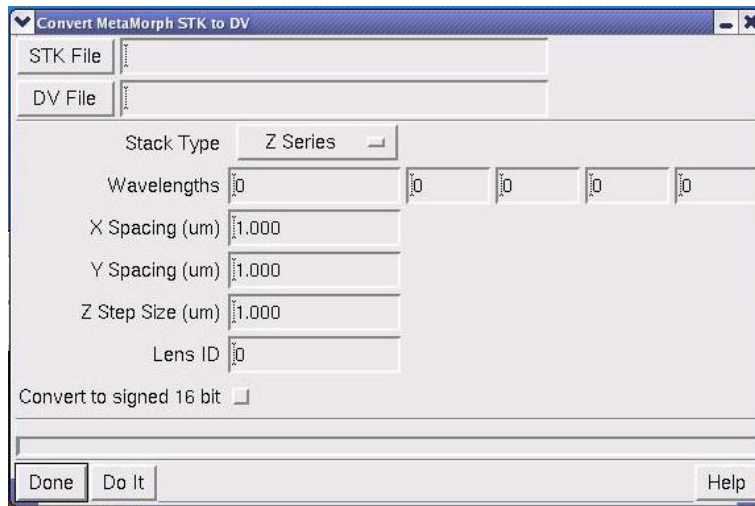 Convert MetaMorph STK to DV
STK File
DV File
Stack Type Z Series
Wavelengths 0 0 0 0 0
X Spacing (um) 1.000
Y Spacing (um) 1.000
Z Step Size (um) 1.000
Lens ID 0
Convert to signed 16 bit
Done Do It Help